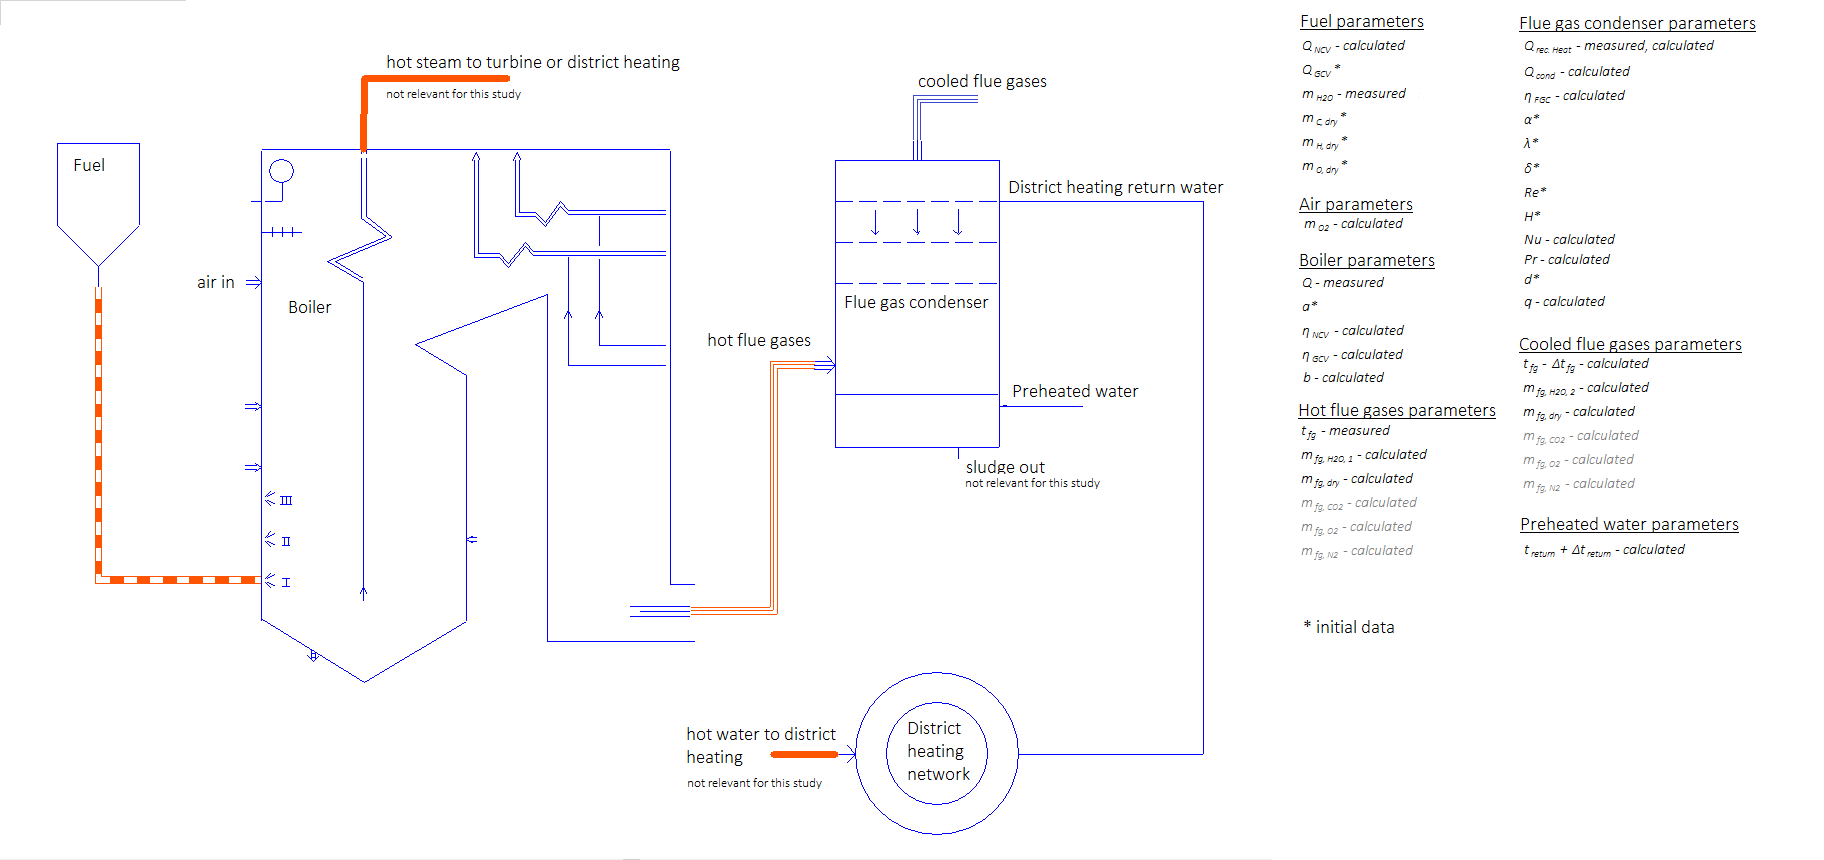 hot steam to turbine or district heating
not relevant for this study
Fuel
air in
Boiler
III
II
I
cooled flue gases
District heating return water
Flue gas condenser
hot flue gases
Preheated water
sludge out
not relevant for this study
hot water to district
heating
not relevant for this study
District
heating
network
Fuel parameters
Q NCV - calculated
Q GCV *
m H2O - measured
m C, dry *
m H, dry *
m O, dry *
Air parameters
m O2 - calculated
Boiler parameters
Q - measured
a*
η NCV - calculated
η GCV - calculated
b - calculated
Hot flue gases parameters
t fg - measured
m fg, H2O, 1 - calculated
m fg, dry - calculated
m fg, CO2 - calculated
m fg, O2 - calculated
m fg, N2 - calculated
* initial data
Flue gas condenser parameters
Q rec. Heat - measured, calculated
Q cond - calculated
η FGC - calculated
α*
λ*
δ*
Re*
H*
Nu - calculated
Pr - calculated
d*
q - calculated
Cooled flue gases parameters
t fg - Δt fg - calculated
m fg, H2O, 2 - calculated
m fg, dry - calculated
m fg, CO2 - calculated
m fg, O2 - calculated
m fg, N2 - calculated
Preheated water parameters
t return + Δt return - calculated